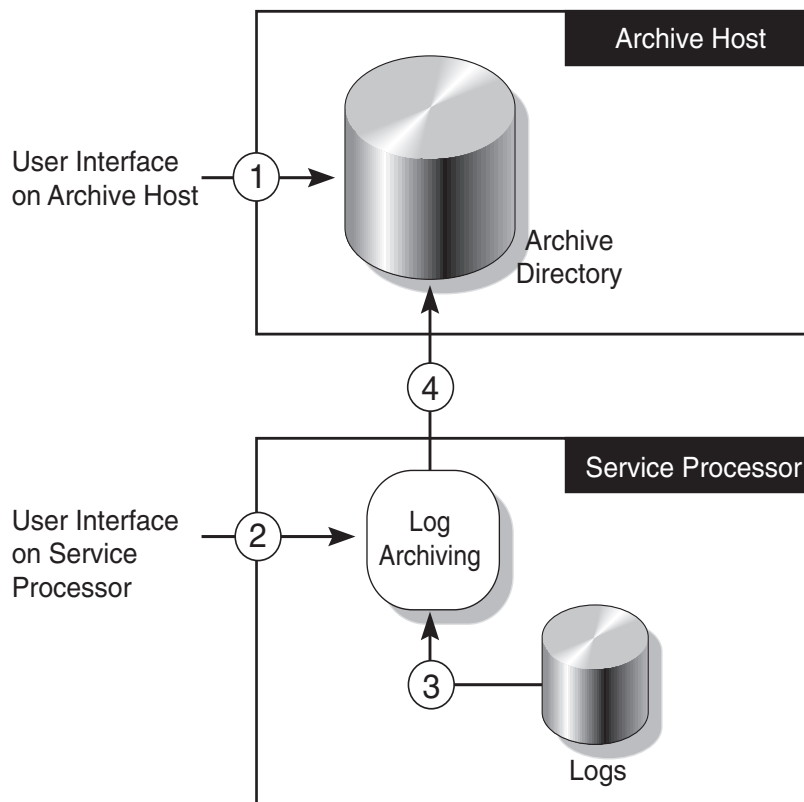 Archive Host
User Interface
on Archive Host
1
Archive
Directory
4
Service Processor
User Interface
on Service
Processor
2
Log
Archiving
3
Logs